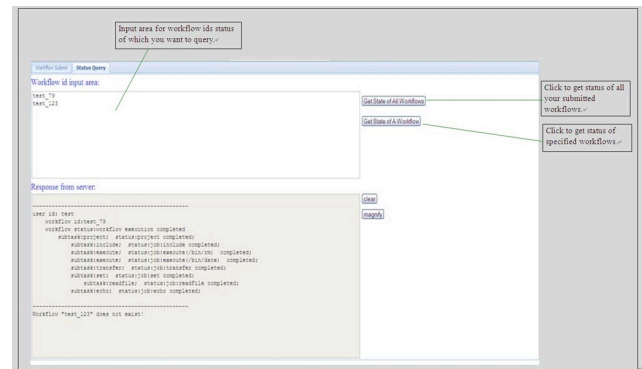 Input area for workflow ids status
of which you want to query.
Workflow Submit Status Query
Workflow id input area:
test_79
test_123
Get State of All Workflows
Get State of A Workflow
Click to get status of all
your submitted
workflows.
Click to get status of
specified workflows.
Response from server:
clear
magnify
------------------------------------------------
user id: test
workflow id:test_79
workflow status:workflow execution completed
subtask:project; status:project completed;
subtask:include; status:job:include completed;
subtask:execute; status:job:execute(/bin/rm) completed;
subtask:execute; status:job:execute(/bin/date) completed;
subtask:transfer; status:job:transfer completed;
subtask:set; status:job:set completed;
subtask:readfile; status:job:readfile completed;
subtask:echo; status:job:echo completed;
------------------------------------------------
Workflow "test_123" does not exist!